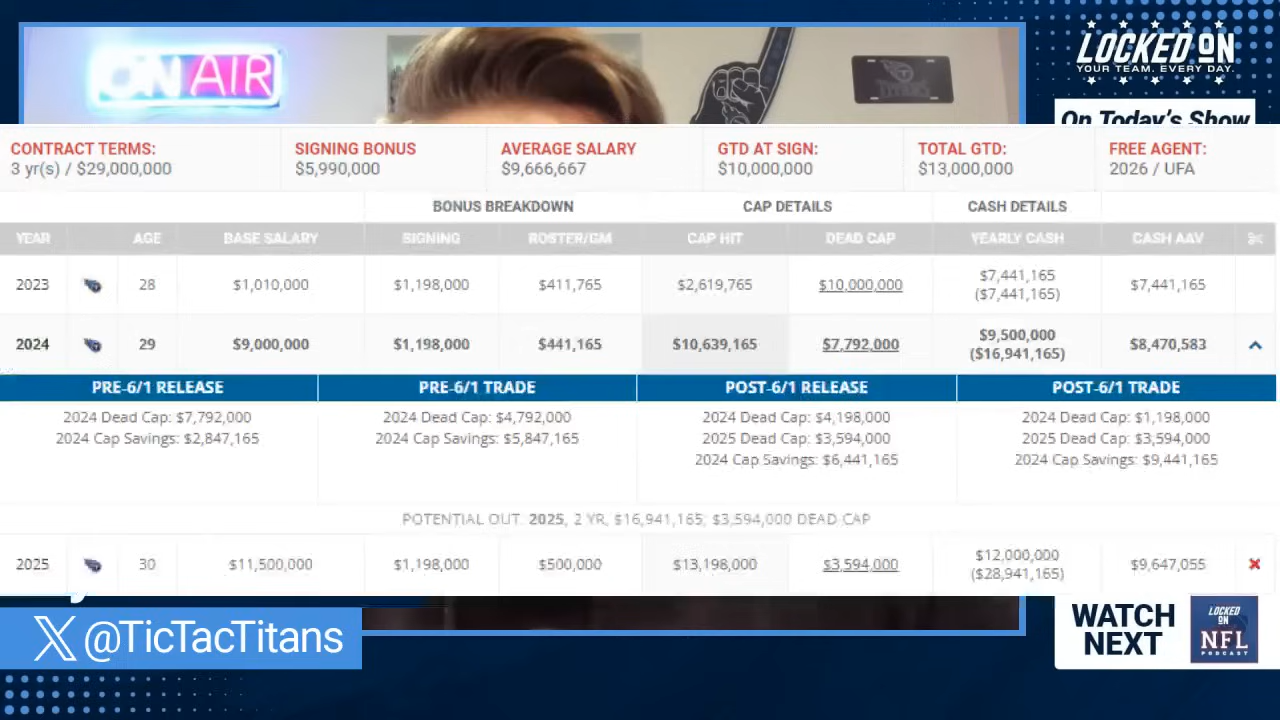 ON AIR
TITANS
LOCKED ON
YOUR TEAM. EVERY DAY.
On Today's Show
CONTRACT TERMS: SIGNING BONUS AVERAGE SALARY GTD AT SIGN: TOTAL GTD: FREE AGENT:
3 yr(s) / $29,000,000 $5,990,000 $9,666,667 $10,000,000 $13,000,000 2026 / UFA
BONUS BREAKDOWN CAP DETAILS CASH DETAILS
YEAR AGE BASE SALARY SIGNING ROSTER/GM CAP HIT DEAD CAP YEARLY CASH CASH AAV
2023 28 $1,010,000 $1,198,000 $411,765 $2,619,765 $10,000,000 $7,441,165 $7,441,165
($7,441,165)
2024 29 $9,000,000 $1,198,000 $441,165 $10,639,165 $7,792,000 $9,500,000 $8,470,583
($16,941,165)
PRE-6/1 RELEASE PRE-6/1 TRADE POST-6/1 RELEASE POST-6/1 TRADE
2024 Dead Cap: $7,792,000 2024 Dead Cap: $4,792,000 2024 Dead Cap: $4,198,000 2024 Dead Cap: $1,198,000
2024 Cap Savings: $2,847,165 2024 Cap Savings: $5,847,165 2025 Dead Cap: $3,594,000 2025 Dead Cap: $3,594,000
2024 Cap Savings: $6,441,165 2024 Cap Savings: $9,441,165
POTENTIAL OUT: 2025, 2 YR, $16,941,165; $3,594,000 DEAD CAP
2025 30 $11,500,000 $1,198,000 $500,000 $13,198,000 $3,594,000 $12,000,000 $9,647,055
($28,941,165)
X @TicTacTitans
WATCH
NEXT
LOCKED
ON
NFL
PODCAST